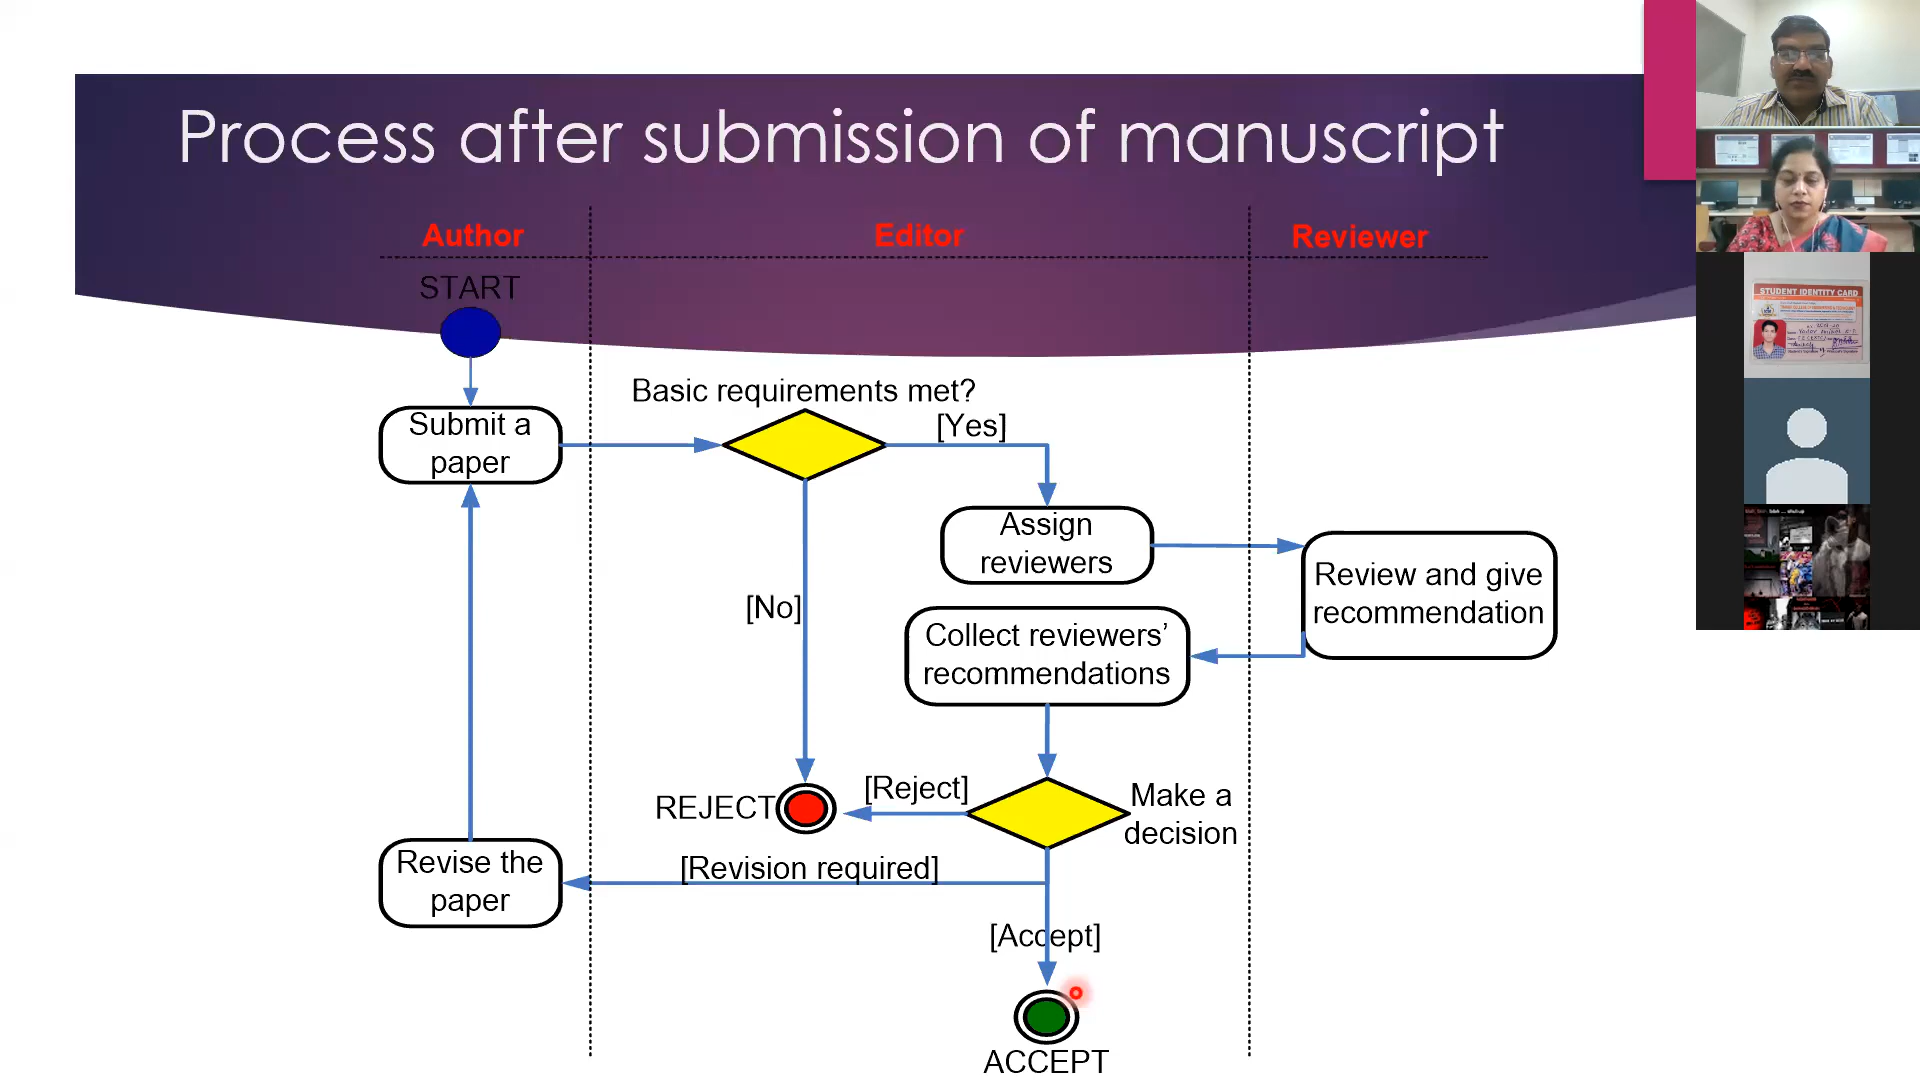 Process after submission of manuscript
Author
Editor
Reviewer
START
Basic requirements met?
[Yes]
Submit a
paper
Assign
reviewers
Review and give
recommendation
[No]
Collect reviewers’
recommendations
[Reject]
REJECT
Make a
decision
[Revision required]
Revise the
paper
[Accept]
ACCEPT
STUDENT IDENTITY CARD